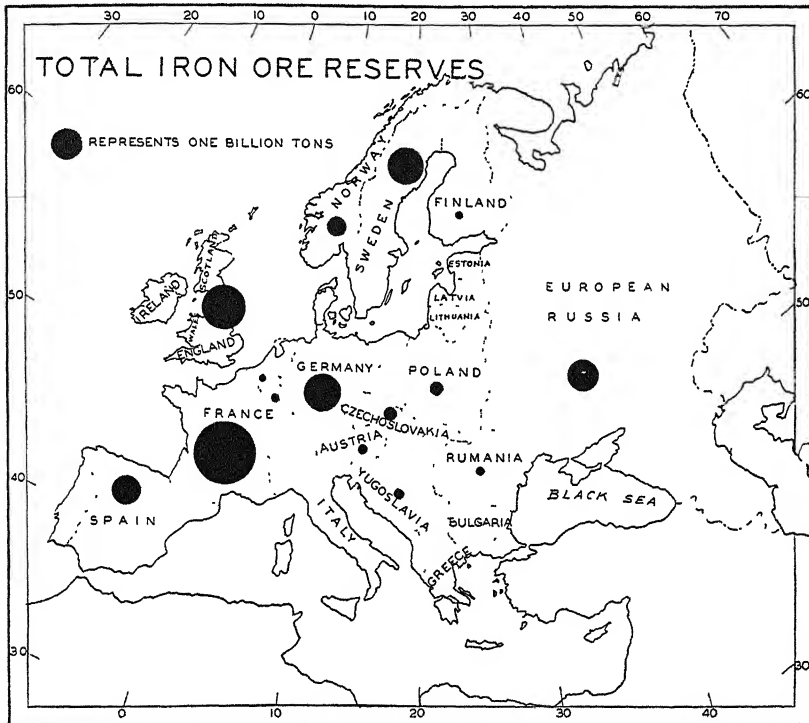 30 20 10 0 10 20 30 40 50 60
TOTAL IRON ORE RESERVES
60 60
REPRESENTS ONE BILLION TONS
NORWAY
SWEDEN
FINLAND
SCOTLAND
ESTONIA
IRELAND
LATVIA
EUROPEAN
50 50
LITHUANIA
RUSSIA
WALES
ENGLAND
GERMANY
POLAND
FRANCE
CZECHOSLOVAKIA
AUSTRIA
RUMANIA
40 40
YUGOSLAVIA
BLACK SEA
SPAIN
ITALY
BULGARIA
GREECE
30 30
0 10 20 30 40